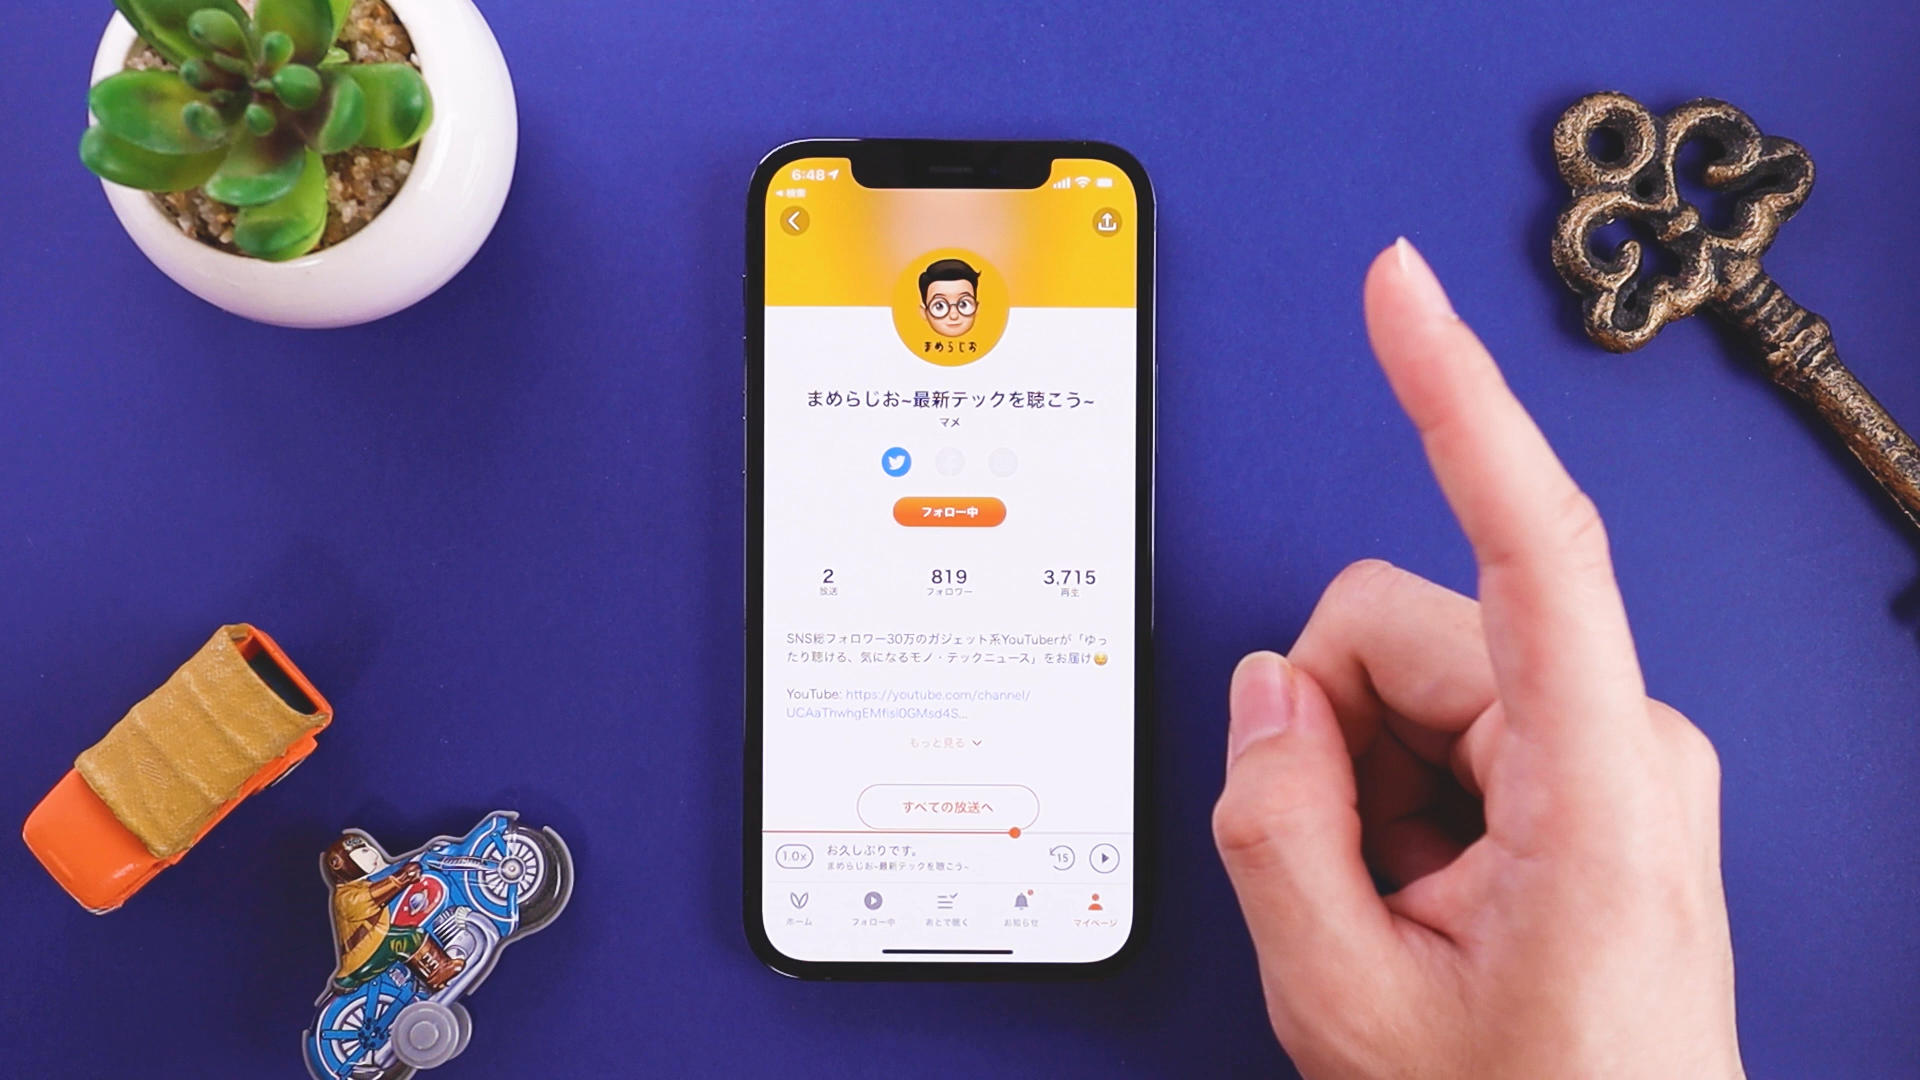 6:48
◀ 検索
まめらじお
まめらじお~最新テックを聴こう~
マメ
フォロー中
2
放送
819
フォロワー
3,715
再生
SNS総フォロワー30万のガジェット系YouTuberが「ゆっ
たり聴ける、気になるモノ・テックニュース」をお届け😪
YouTube: https://youtube.com/channel/
UCAaThwhgEMfisl0GMsd4S...
もっと見る
すべての放送へ
1.0x
お久しぶりです。
まめらじお~最新テックを聴こう~
15
ホーム
フォロー中
あとで聴く
お知らせ
マイページ